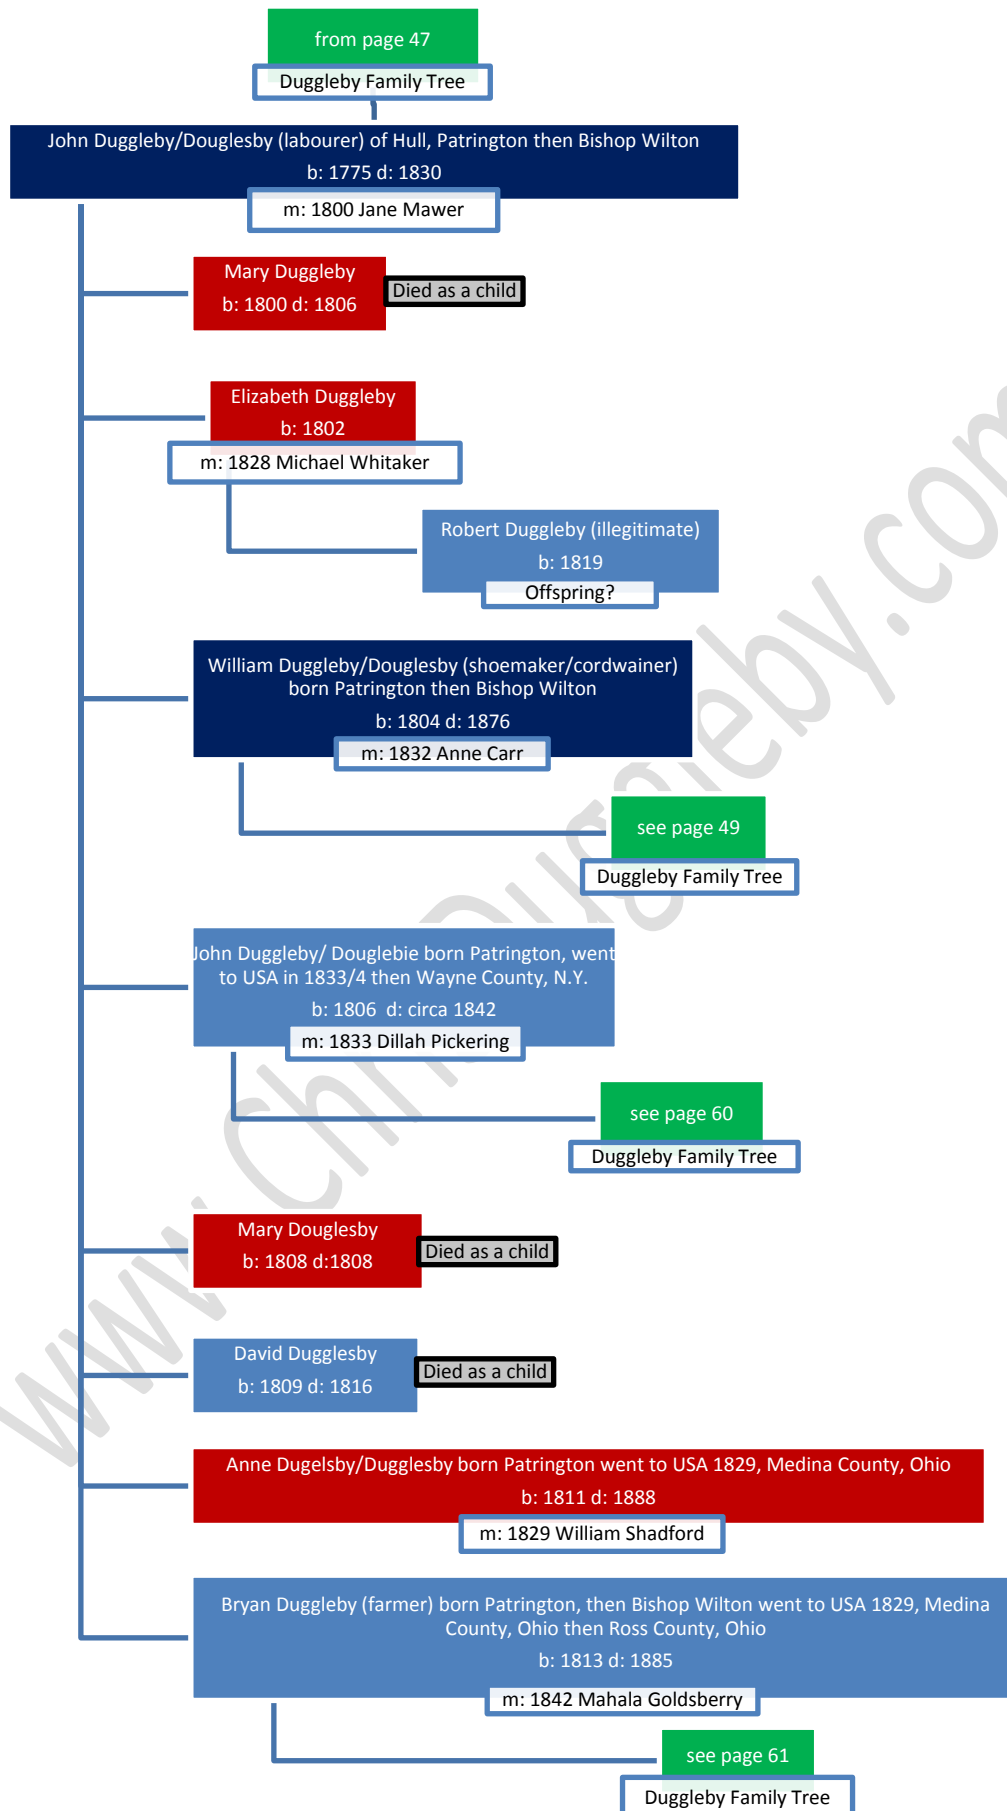 from page 47
Duggleby Family Tree
John Duggleby/Douglesby (labourer) of Hull, Patrington then Bishop Wilton
b: 1775 d: 1830
m: 1800 Jane Mawer
Mary Duggleby
b: 1800 d: 1806
Died as a child
Elizabeth Duggleby
b: 1802
m: 1828 Michael Whitaker
Robert Duggleby (illegitimate)
b: 1819
Offspring?
William Duggleby/Douglesby (shoemaker/cordwainer)
born Patrington then Bishop Wilton
b: 1804 d: 1876
m: 1832 Anne Carr
see page 49
Duggleby Family Tree
John Duggleby/ Douglebie born Patrington, went
to USA in 1833/4 then Wayne County, N.Y.
b: 1806  d: circa 1842
m: 1833 Dillah Pickering
see page 60
Duggleby Family Tree
Mary Douglesby
b: 1808 d:1808
Died as a child
David Dugglesby
b: 1809 d: 1816
Died as a child
Anne Dugelsby/Dugglesby born Patrington went to USA 1829, Medina County, Ohio
b: 1811 d: 1888
m: 1829 William Shadford
Bryan Duggleby (farmer) born Patrington, then Bishop Wilton went to USA 1829, Medina
County, Ohio then Ross County, Ohio
b: 1813 d: 1885
m: 1842 Mahala Goldsberry
see page 61
Duggleby Family Tree
www.ChrisDuggleby.com